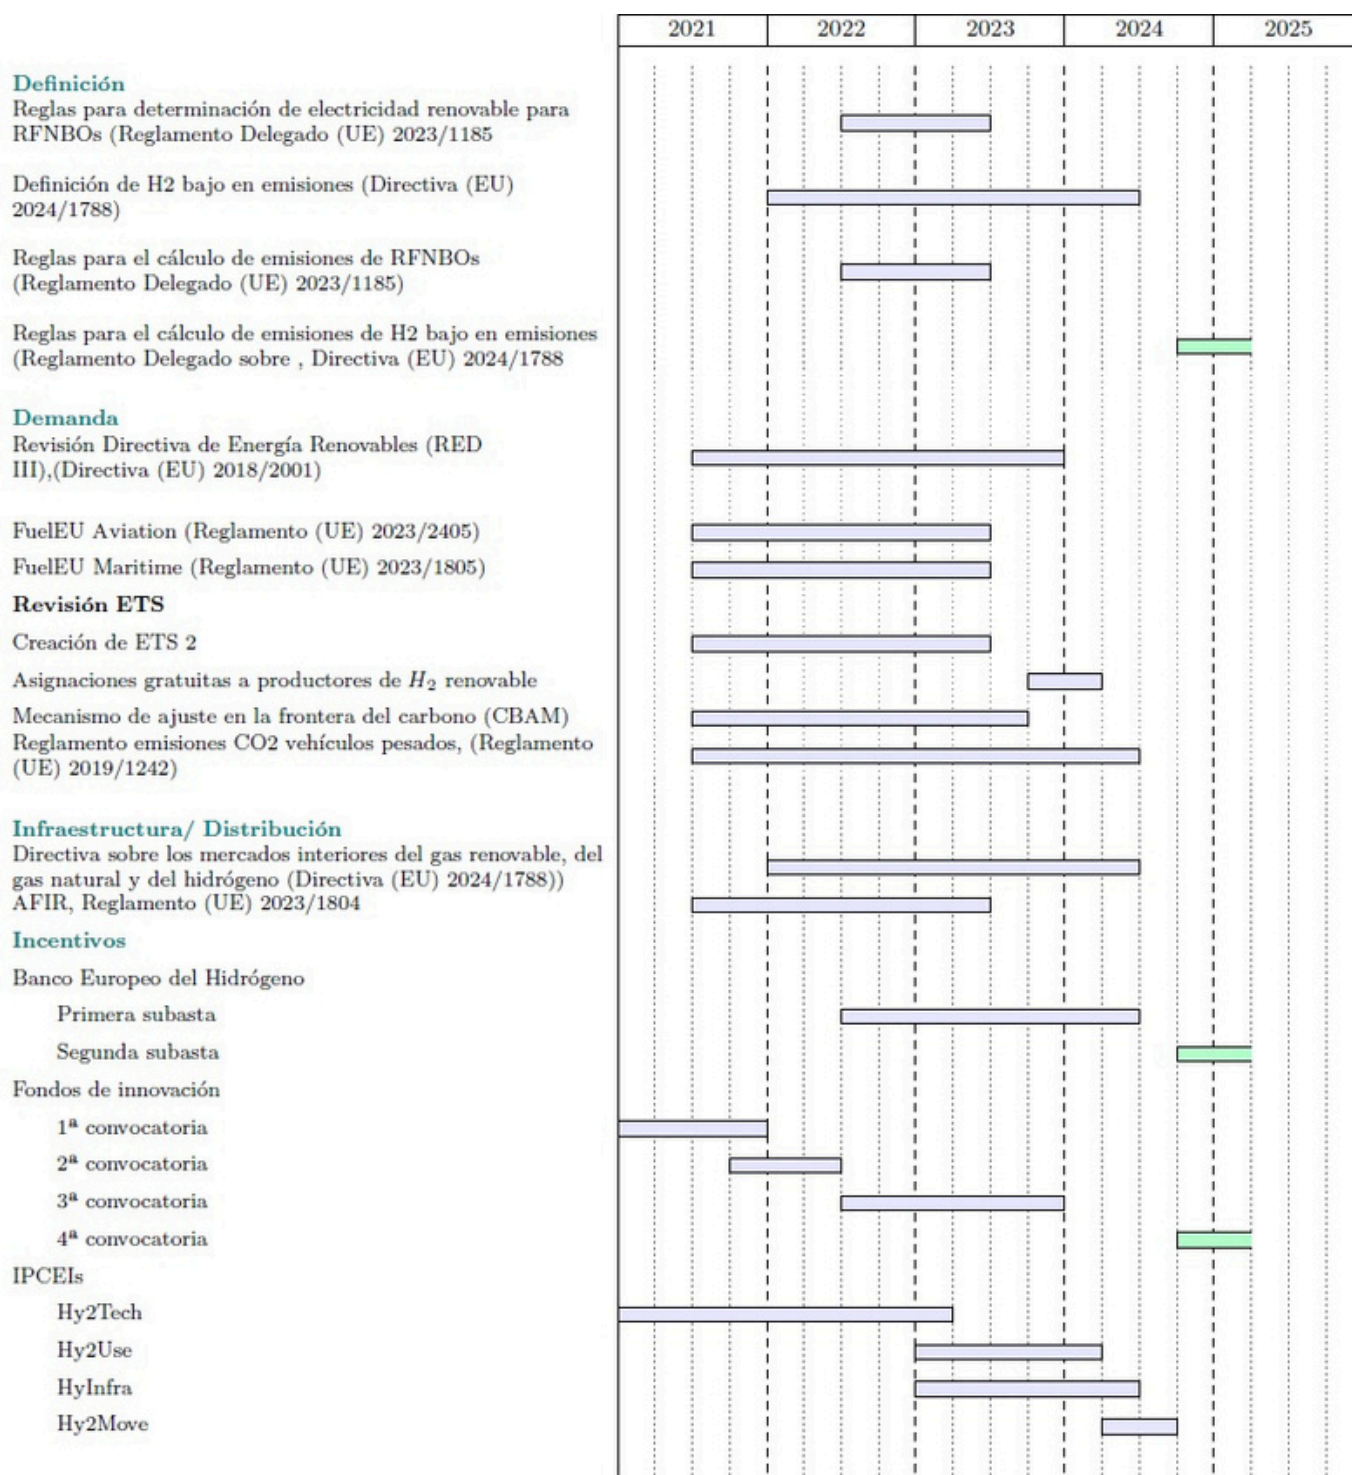 2021 2022 2023 2024 2025
Definición
Reglas para determinación de electricidad renovable para
RFNBOs (Reglamento Delegado (UE) 2023/1185
Definición de H2 bajo en emisiones (Directiva (EU)
2024/1788)
Reglas para el cálculo de emisiones de RFNBOs
(Reglamento Delegado (UE) 2023/1185)
Reglas para el cálculo de emisiones de H2 bajo en emisiones
(Reglamento Delegado sobre , Directiva (EU) 2024/1788
Demanda
Revisión Directiva de Energía Renovables (RED
III),(Directiva (EU) 2018/2001)
FuelEU Aviation (Reglamento (UE) 2023/2405)
FuelEU Maritime (Reglamento (UE) 2023/1805)
Revisión ETS
Creación de ETS 2
Asignaciones gratuitas a productores de H₂ renovable
Mecanismo de ajuste en la frontera del carbono (CBAM)
Reglamento emisiones CO2 vehículos pesados, (Reglamento
(UE) 2019/1242)
Infraestructura/ Distribución
Directiva sobre los mercados interiores del gas renovable, del
gas natural y del hidrógeno (Directiva (EU) 2024/1788))
AFIR, Reglamento (UE) 2023/1804
Incentivos
Banco Europeo del Hidrógeno
Primera subasta
Segunda subasta
Fondos de innovación
1ª convocatoria
2ª convocatoria
3ª convocatoria
4ª convocatoria
IPCEIs
Hy2Tech
Hy2Use
HyInfra
Hy2Move